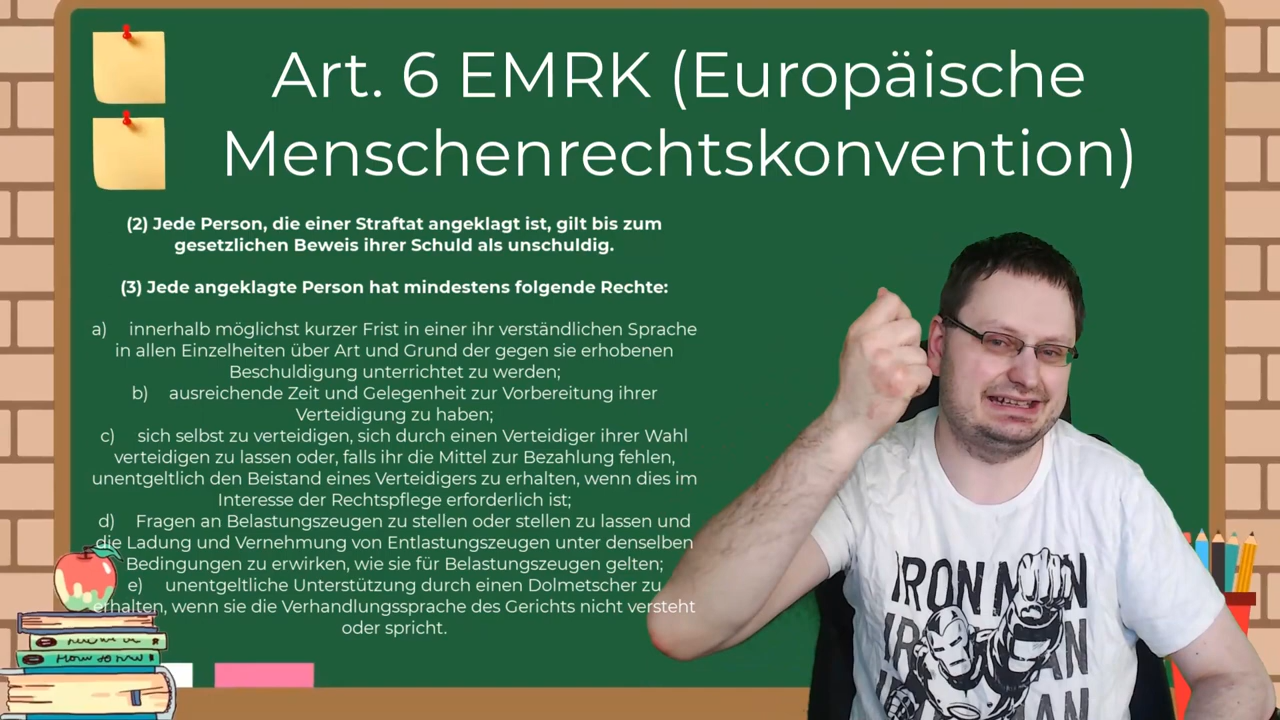 Art. 6 EMRK (Europäische
Menschenrechtskonvention)
(2) Jede Person, die einer Straftat angeklagt ist, gilt bis zum
gesetzlichen Beweis ihrer Schuld als unschuldig.
(3) Jede angeklagte Person hat mindestens folgende Rechte:
a) innerhalb möglichst kurzer Frist in einer ihr verständlichen Sprache
in allen Einzelheiten über Art und Grund der gegen sie erhobenen
Beschuldigung unterrichtet zu werden;
b) ausreichende Zeit und Gelegenheit zur Vorbereitung ihrer
Verteidigung zu haben;
c) sich selbst zu verteidigen, sich durch einen Verteidiger ihrer Wahl
verteidigen zu lassen oder, falls ihr die Mittel zur Bezahlung fehlen,
unentgeltlich den Beistand eines Verteidigers zu erhalten, wenn dies im
Interesse der Rechtspflege erforderlich ist;
d) Fragen an Belastungszeugen zu stellen oder stellen zu lassen und
die Ladung und Vernehmung von Entlastungszeugen unter denselben
Bedingungen zu erwirken, wie sie für Belastungszeugen gelten;
e) unentgeltliche Unterstützung durch einen Dolmetscher zu
erhalten, wenn sie die Verhandlungssprache des Gerichts nicht versteht
oder spricht.
IRON MAN